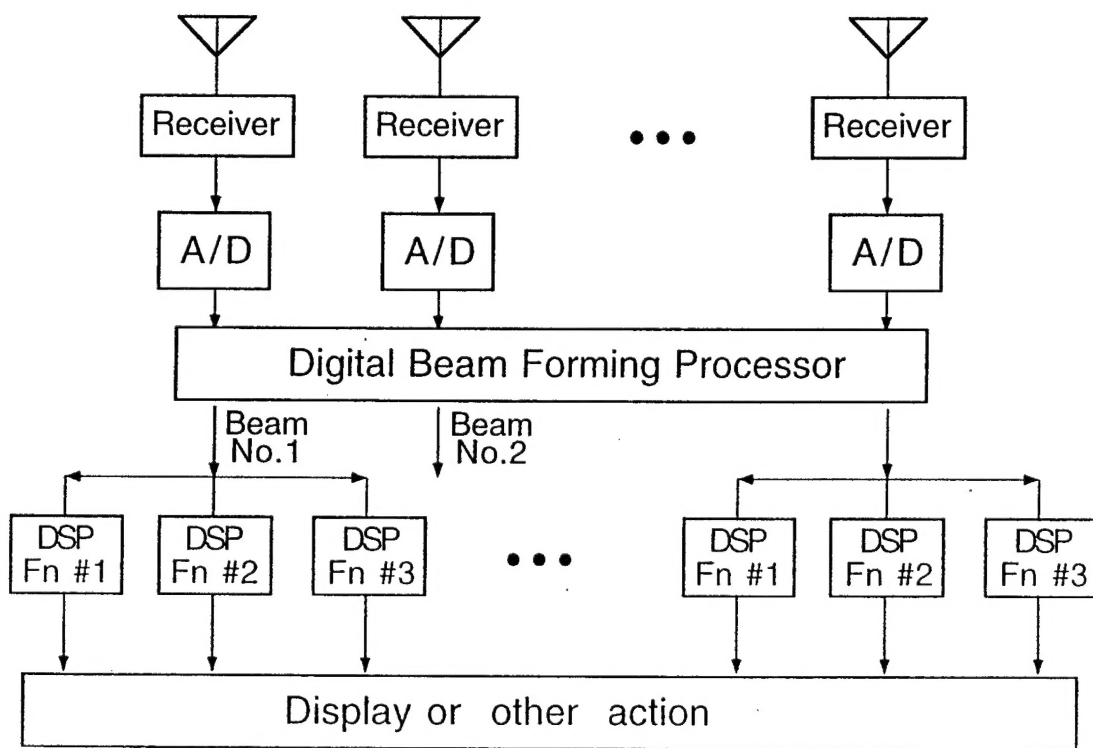 Receiver
Receiver
Receiver
A/D
A/D
A/D
Digital Beam Forming Processor
Beam
No.1
Beam
No.2
DSP
Fn #1
DSP
Fn #2
DSP
Fn #3
DSP
Fn #1
DSP
Fn #2
DSP
Fn #3
Display or other action